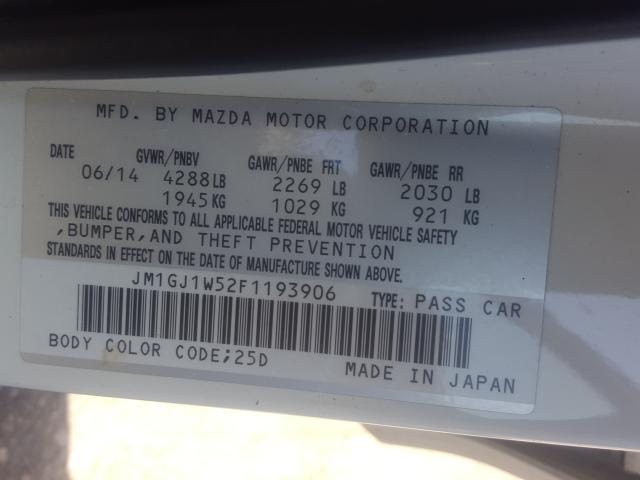 MFD. BY MAZDA MOTOR CORPORATION
DATE GVWR/PNBV GAWR/PNBE FRT GAWR/PNBE RR
06/14 4288LB 2269 LB 2030 LB
1945KG 1029 KG 921 KG
THIS VEHICLE CONFORMS TO ALL APPLICABLE FEDERAL MOTOR VEHICLE SAFETY
,BUMPER,AND THEFT PREVENTION
STANDARDS IN EFFECT ON THE DATE OF MANUFACTURE SHOWN ABOVE.
JM1GJ1W52F1193906 TYPE: PASS CAR
BODY COLOR CODE;25D MADE IN JAPAN